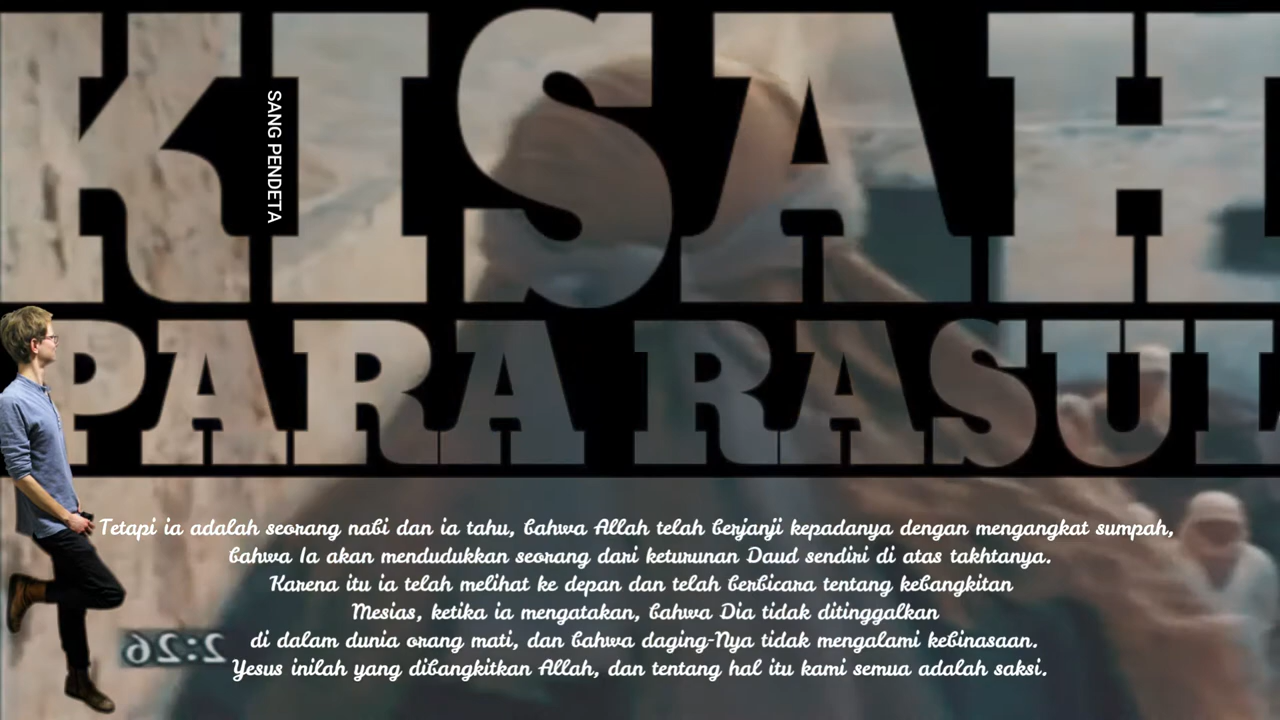 KISAH
SANG PENDETA
PARA RASUL
Tetapi ia adalah seorang nabi dan ia tahu, bahwa Allah telah berjanji kepadanya dengan mengangkat sumpah,
bahwa Ia akan mendudukkan seorang dari keturunan Daud sendiri di atas takhtanya.
Karena itu ia telah melihat ke depan dan telah berbicara tentang kebangkitan
Mesias, ketika ia mengatakan, bahwa Dia tidak ditinggalkan
di dalam dunia orang mati, dan bahwa daging-Nya tidak mengalami kebinasaan.
Yesus inilah yang dibangkitkan Allah, dan tentang hal itu kami semua adalah saksi.
2:26